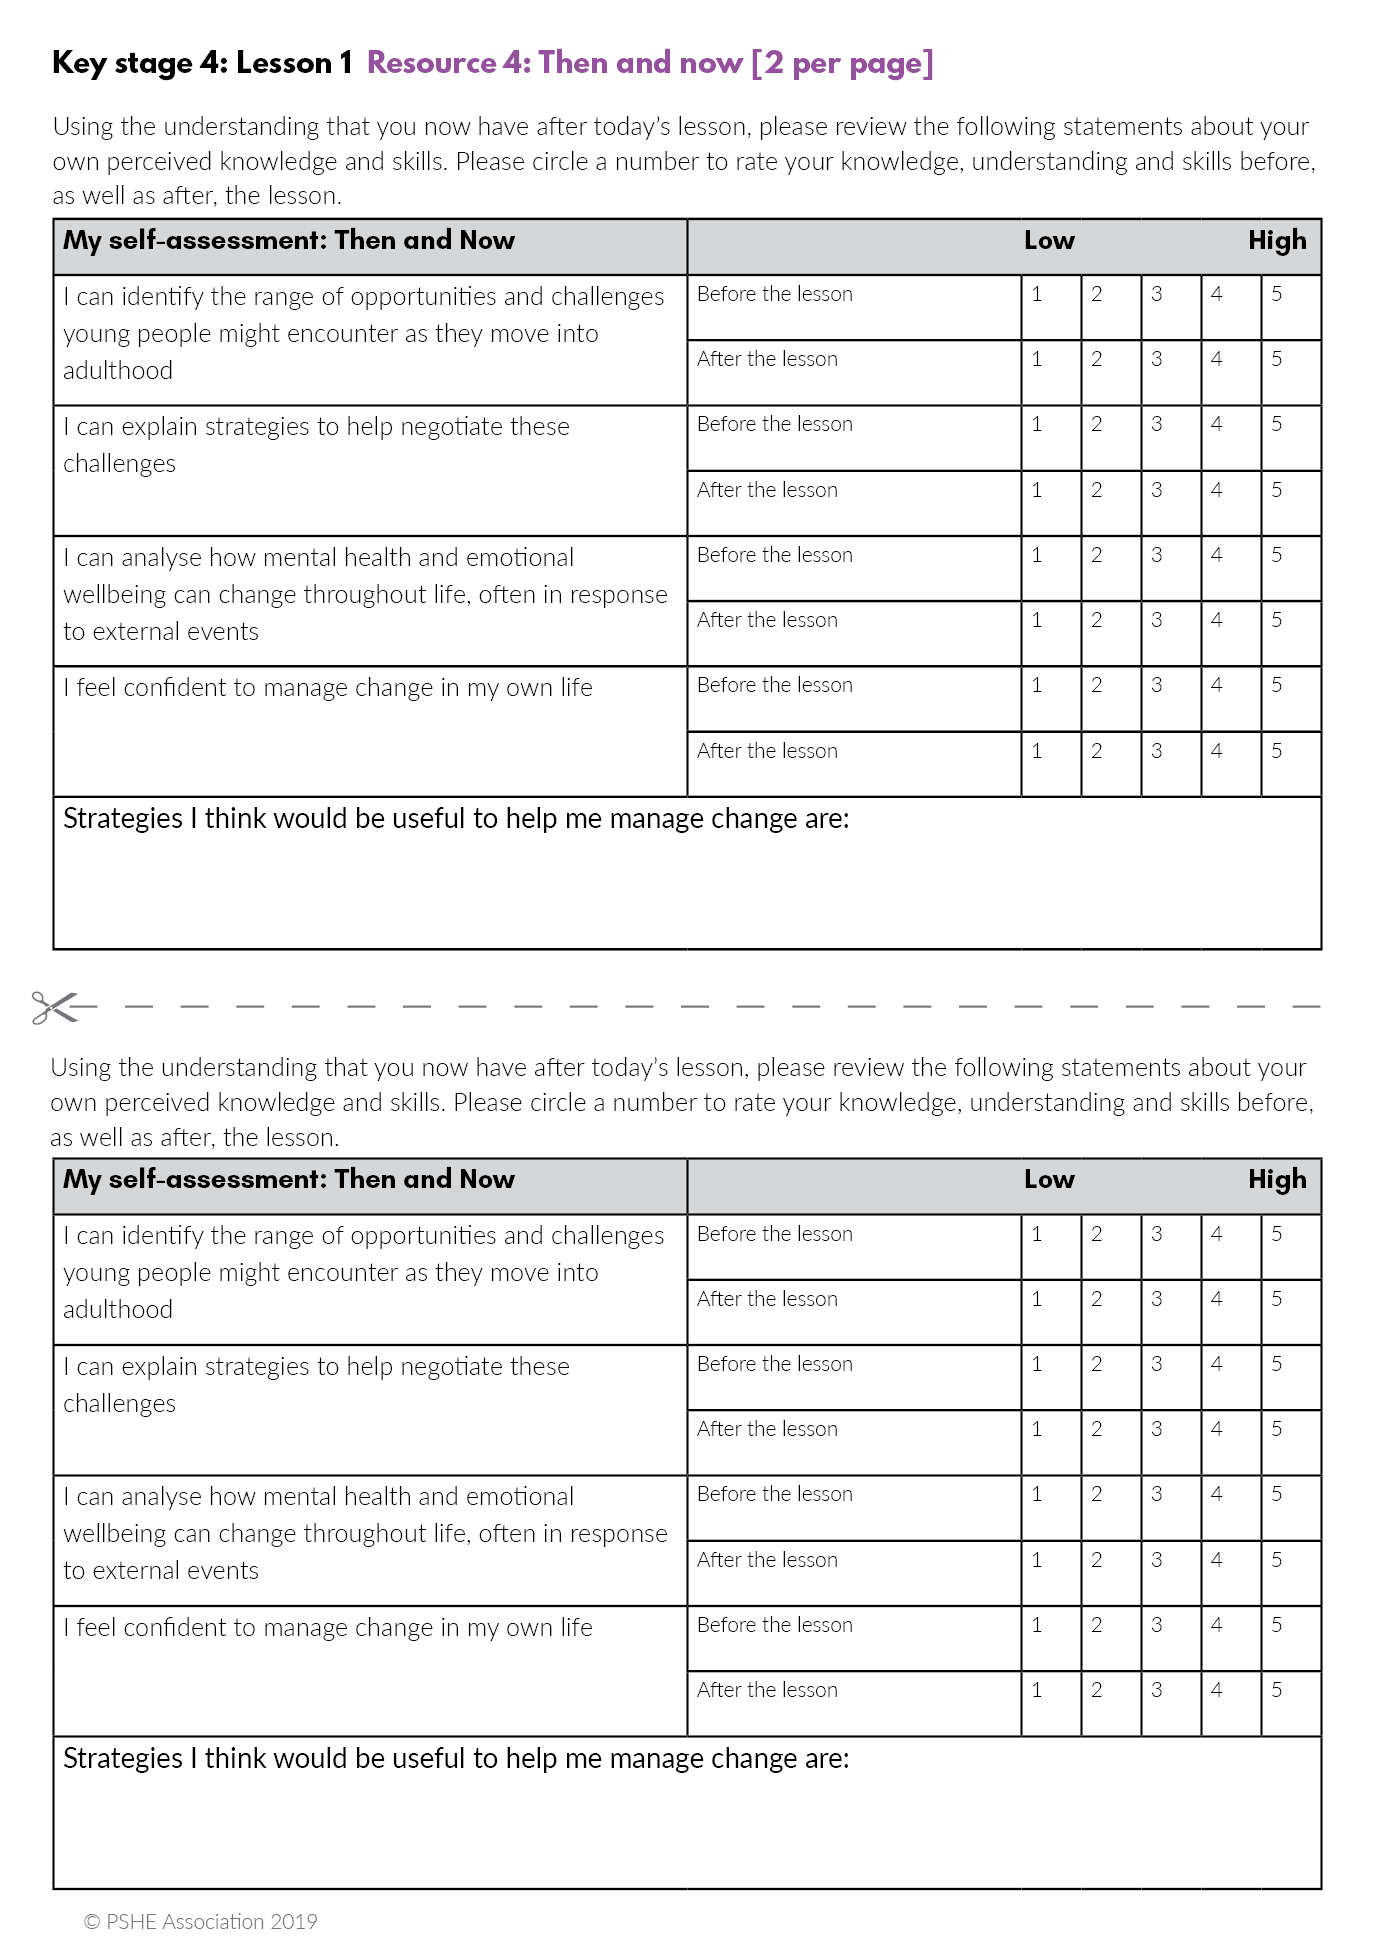 Key stage 4: Lesson 1 Resource 4: Then and now [2 per page]
Using the understanding that you now have after today's lesson, please review the following statements about your
own perceived knowledge and skills. Please circle a number to rate your knowledge, understanding and skills before,
as well as after, the lesson.
My self-assessment: Then and Now Low High
I can identify the range of opportunities and challenges
young people might encounter as they move into
adulthood
Before the lesson 1 2 3 4 5
After the lesson 1 2 3 4 5
I can explain strategies to help negotiate these
challenges
Before the lesson 1 2 3 4 5
After the lesson 1 2 3 4 5
I can analyse how mental health and emotional
wellbeing can change throughout life, often in response
to external events
Before the lesson 1 2 3 4 5
After the lesson 1 2 3 4 5
I feel confident to manage change in my own life
Before the lesson 1 2 3 4 5
After the lesson 1 2 3 4 5
Strategies I think would be useful to help me manage change are:
Using the understanding that you now have after today's lesson, please review the following statements about your
own perceived knowledge and skills. Please circle a number to rate your knowledge, understanding and skills before,
as well as after, the lesson.
My self-assessment: Then and Now Low High
I can identify the range of opportunities and challenges
young people might encounter as they move into
adulthood
Before the lesson 1 2 3 4 5
After the lesson 1 2 3 4 5
I can explain strategies to help negotiate these
challenges
Before the lesson 1 2 3 4 5
After the lesson 1 2 3 4 5
I can analyse how mental health and emotional
wellbeing can change throughout life, often in response
to external events
Before the lesson 1 2 3 4 5
After the lesson 1 2 3 4 5
I feel confident to manage change in my own life
Before the lesson 1 2 3 4 5
After the lesson 1 2 3 4 5
Strategies I think would be useful to help me manage change are:
© PSHE Association 2019